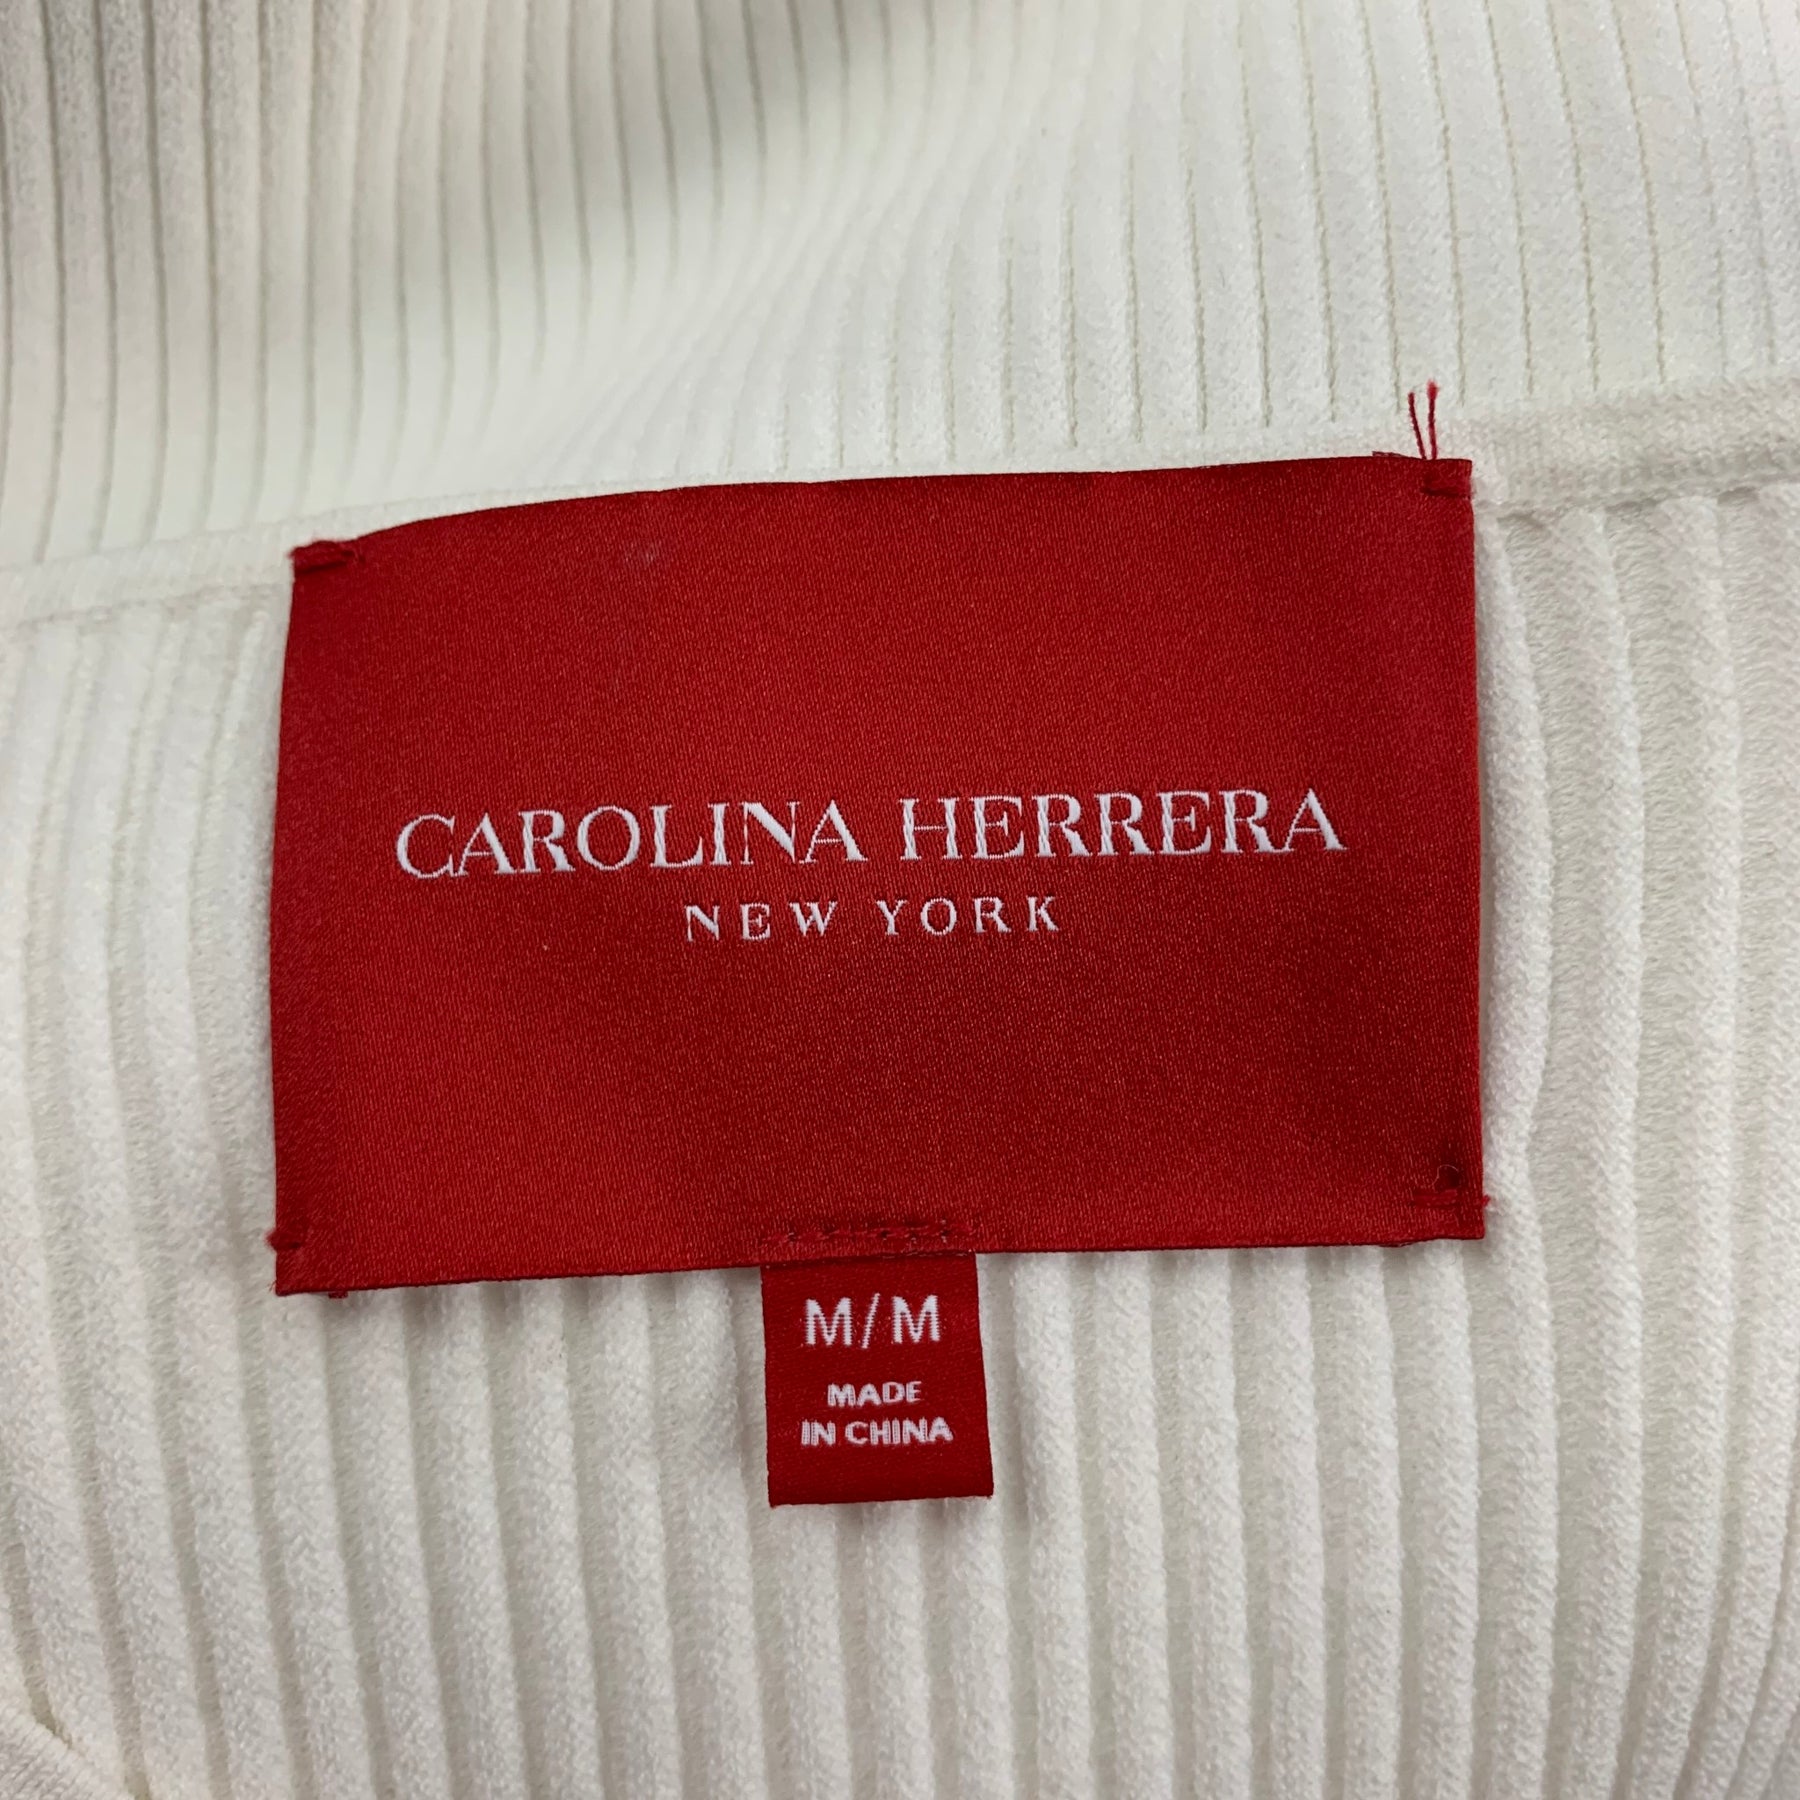 CAROLINA HERRERA
NEW YORK
M/M
MADE
IN CHINA